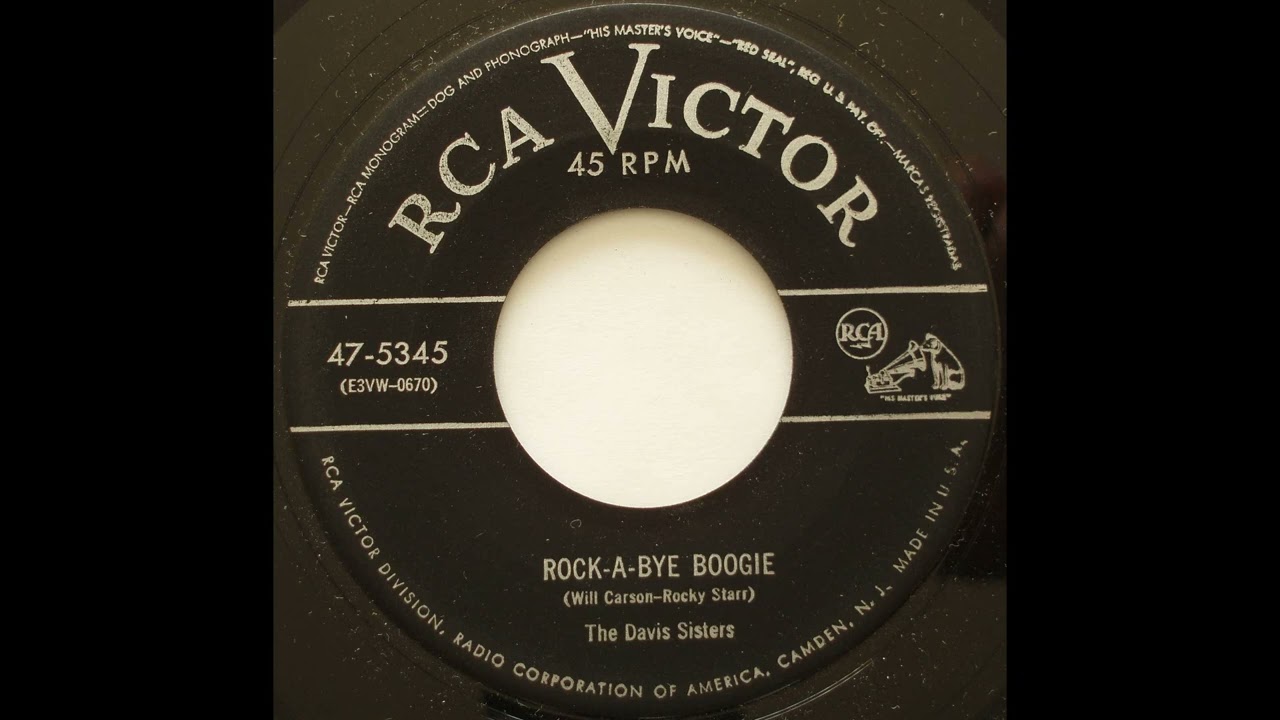 RCA VICTOR—RCA MONOGRAM—DOG AND PHONOGRAPH—"HIS MASTER'S VOICE"—"RED SEAL", REG U.S. PAT. OFF.—MARCAS REGISTRADAS
RCA VICTOR
45 RPM
47-5345
(E3VW-0670)
RCA
"HIS MASTER'S VOICE"
ROCK-A-BYE BOOGIE
(Will Carson-Rocky Starr)
The Davis Sisters
RCA VICTOR DIVISION, RADIO CORPORATION OF AMERICA, CAMDEN, N. J., MADE IN U. S. A.